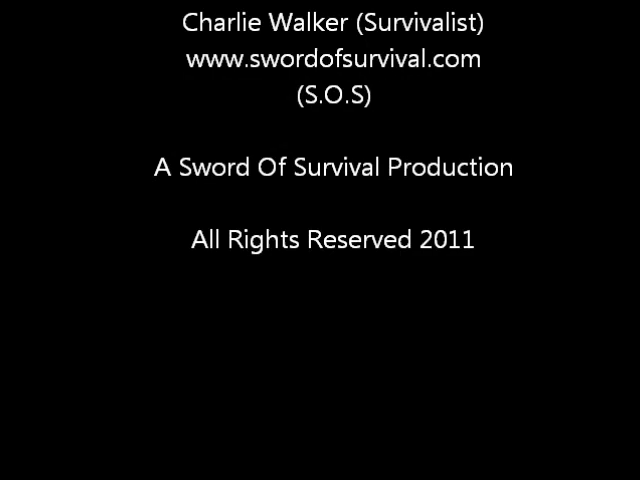 Charlie Walker (Survivalist)
www.swordofsurvival.com
(S.O.S)
A Sword Of Survival Production
All Rights Reserved 2011